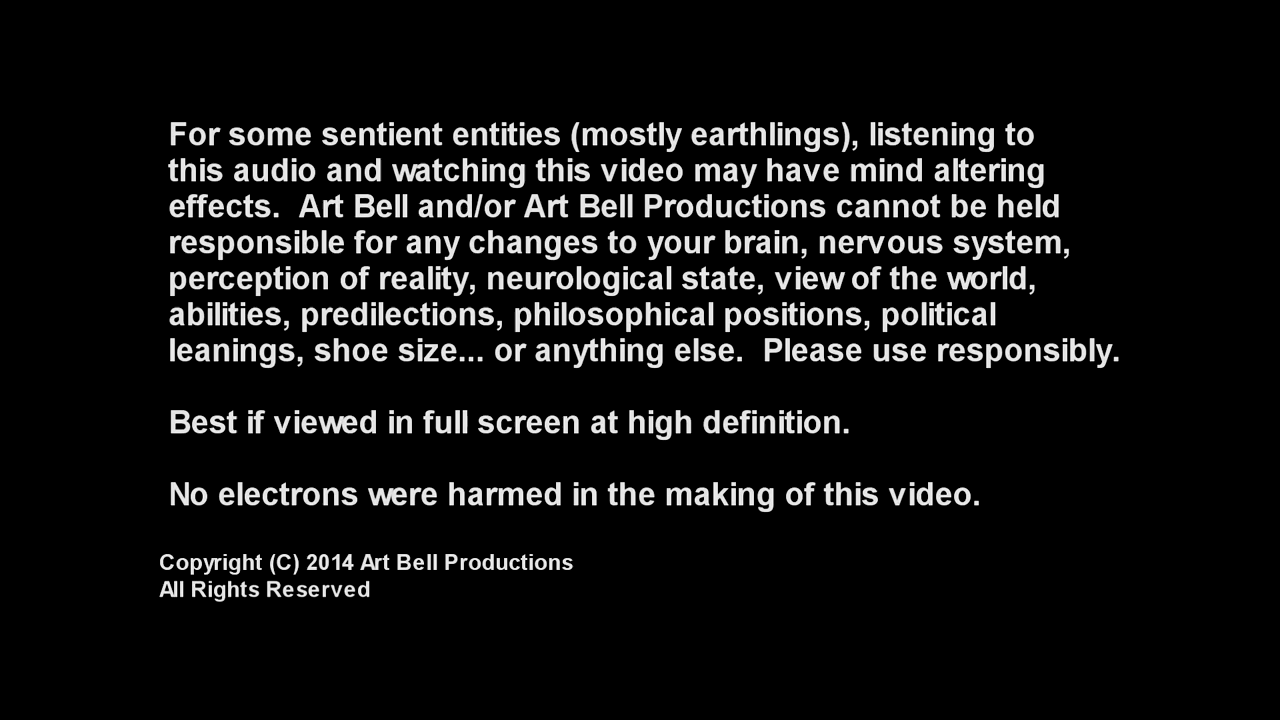 For some sentient entities (mostly earthlings), listening to
this audio and watching this video may have mind altering
effects.  Art Bell and/or Art Bell Productions cannot be held
responsible for any changes to your brain, nervous system,
perception of reality, neurological state, view of the world,
abilities, predilections, philosophical positions, political
leanings, shoe size... or anything else.  Please use responsibly.
Best if viewed in full screen at high definition.
No electrons were harmed in the making of this video.
Copyright (C) 2014 Art Bell Productions
All Rights Reserved